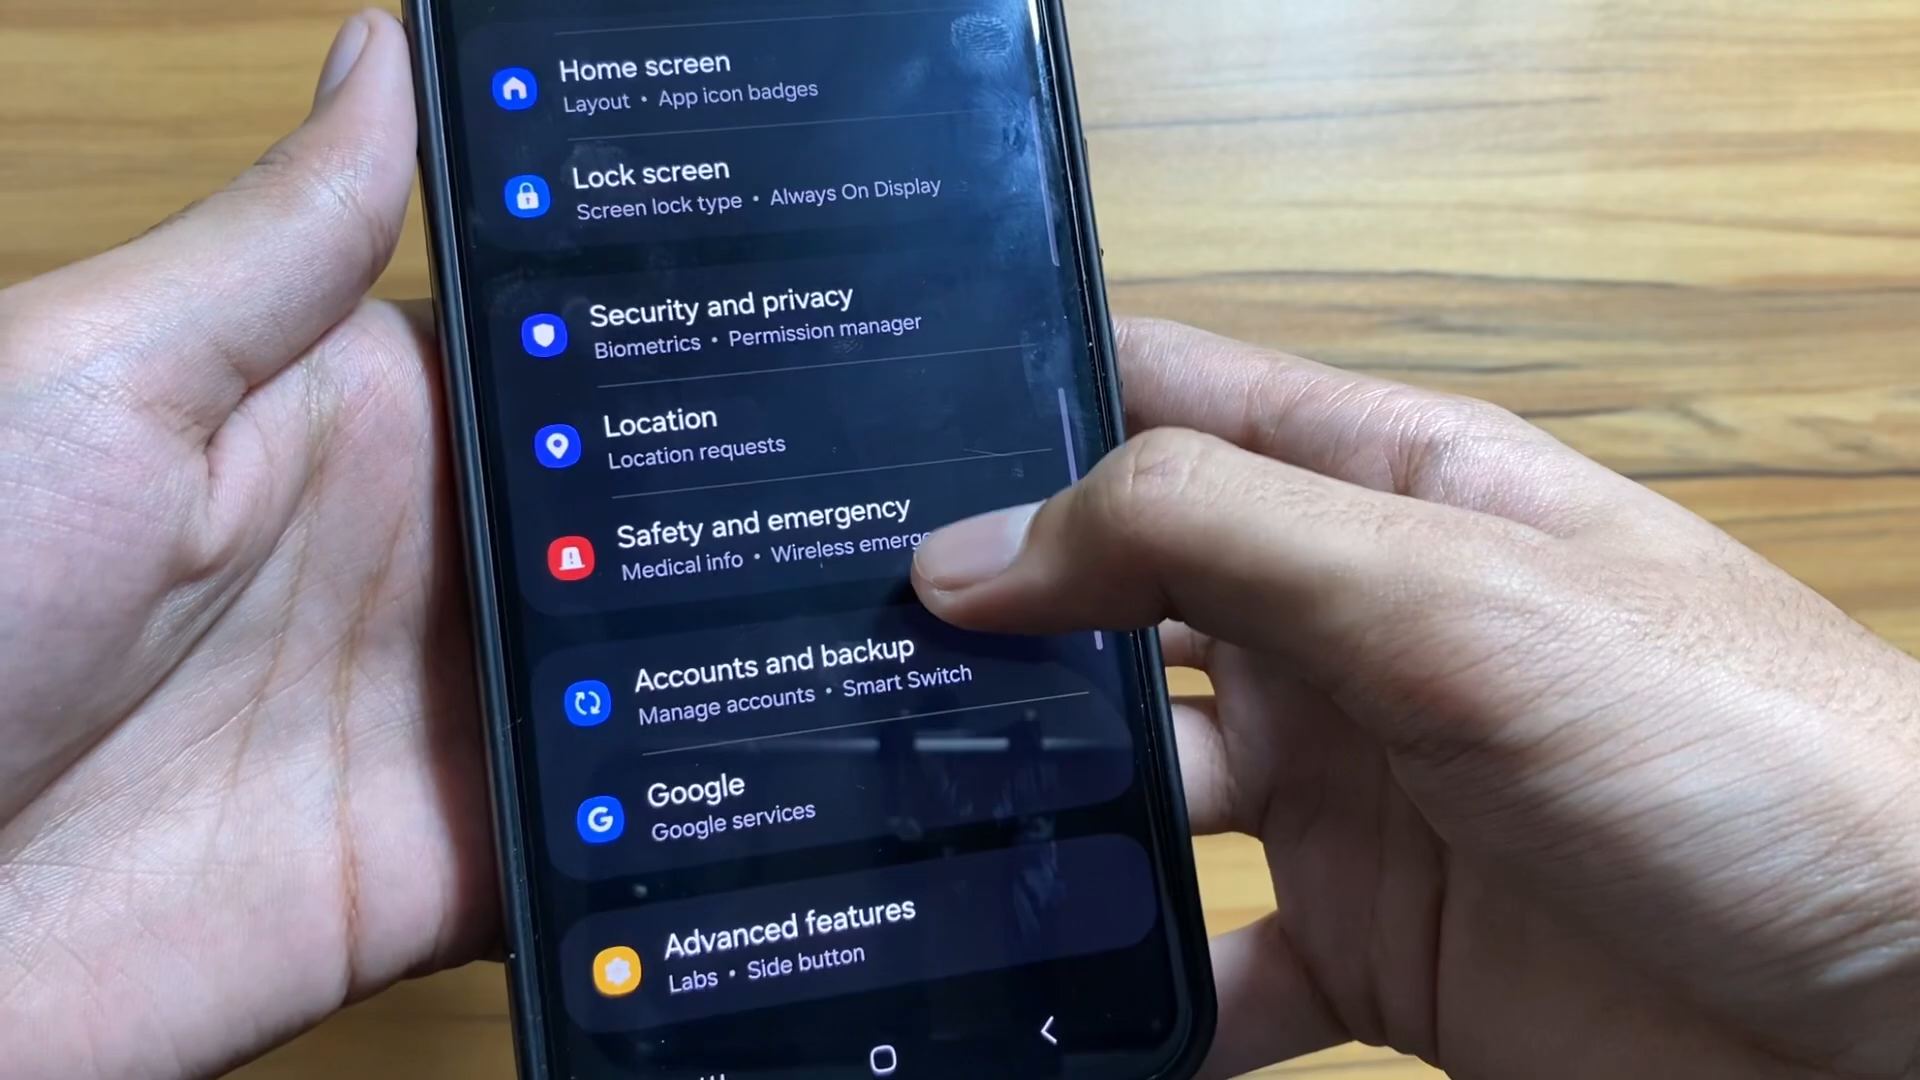 Home screen
Layout • App icon badges
Lock screen
Screen lock type • Always On Display
Security and privacy
Biometrics • Permission manager
Location
Location requests
Safety and emergency
Medical info • Wireless emerg
Accounts and backup
Manage accounts • Smart Switch
Google
Google services
Advanced features
Labs • Side button